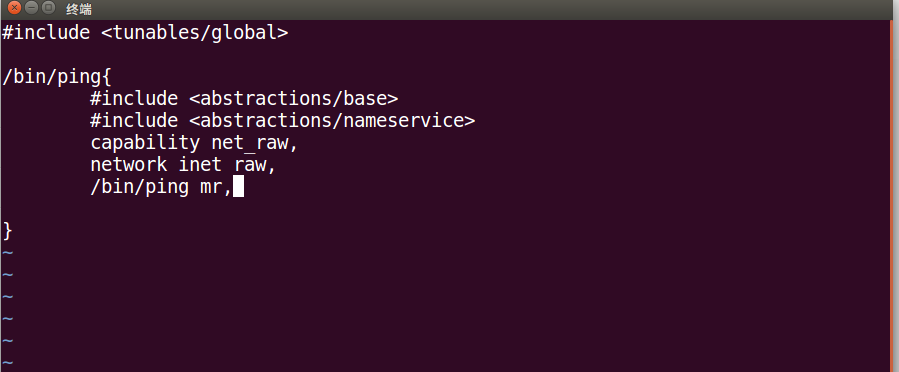 终端
#include <tunables/global>
/bin/ping{
#include <abstractions/base>
#include <abstractions/nameservice>
capability net_raw,
network inet raw,
/bin/ping mr,
}
~
~
~
~
~
~